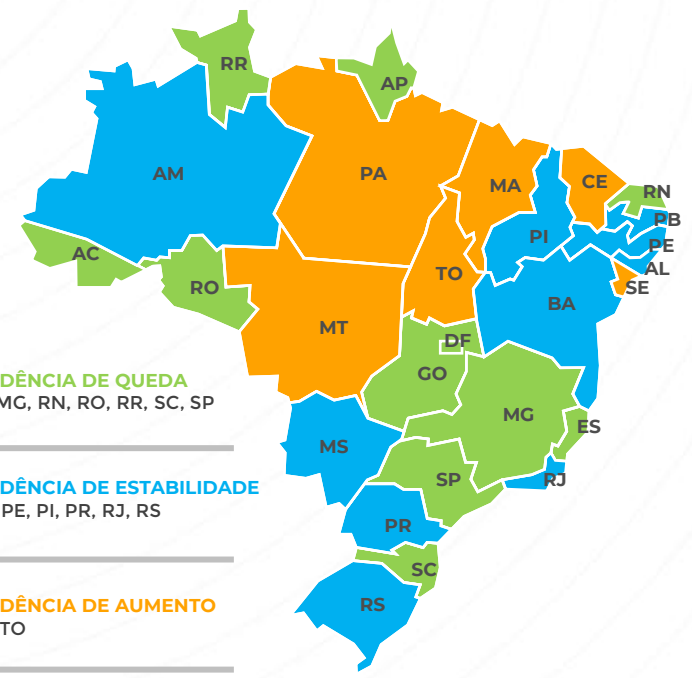 RR
AP
AM
PA
MA
CE
RN
PB
PI
PE
AC
AL
TO
SE
RO
BA
MT
DF
GO
MG
ES
MS
SP
RJ
PR
SC
RS
DÊNCIA DE QUEDA
MG, RN, RO, RR, SC, SP
DÊNCIA DE ESTABILIDADE
PE, PI, PR, RJ, RS
DÊNCIA DE AUMENTO
TO